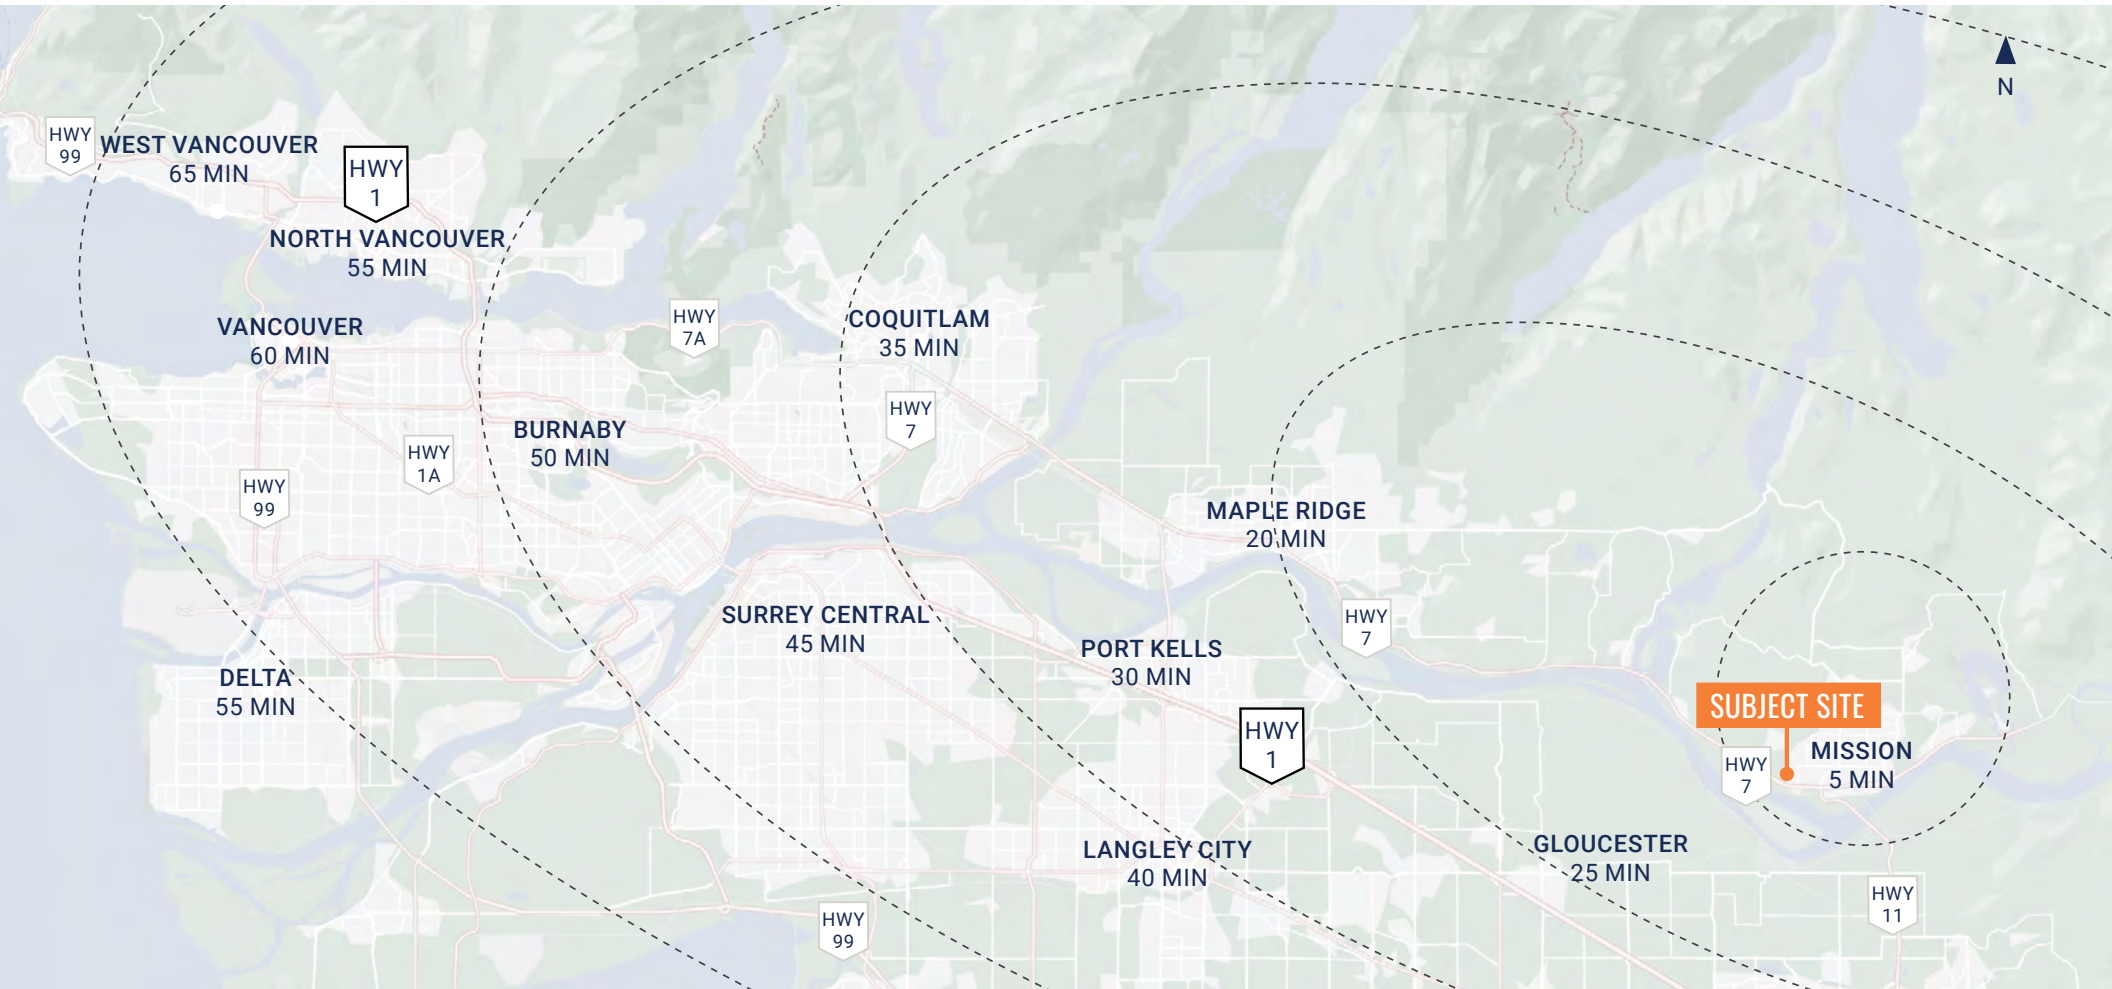 N
HWY
99
WEST VANCOUVER
65 MIN
HWY
1
NORTH VANCOUVER
55 MIN
VANCOUVER
60 MIN
HWY
7A
COQUITLAM
35 MIN
HWY
7
BURNABY
50 MIN
HWY
1A
HWY
99
MAPLE RIDGE
20 MIN
SURREY CENTRAL
45 MIN
HWY
7
PORT KELLS
30 MIN
DELTA
55 MIN
SUBJECT SITE
HWY
1
MISSION
5 MIN
HWY
7
LANGLEY CITY
40 MIN
GLOUCESTER
25 MIN
HWY
99
HWY
11